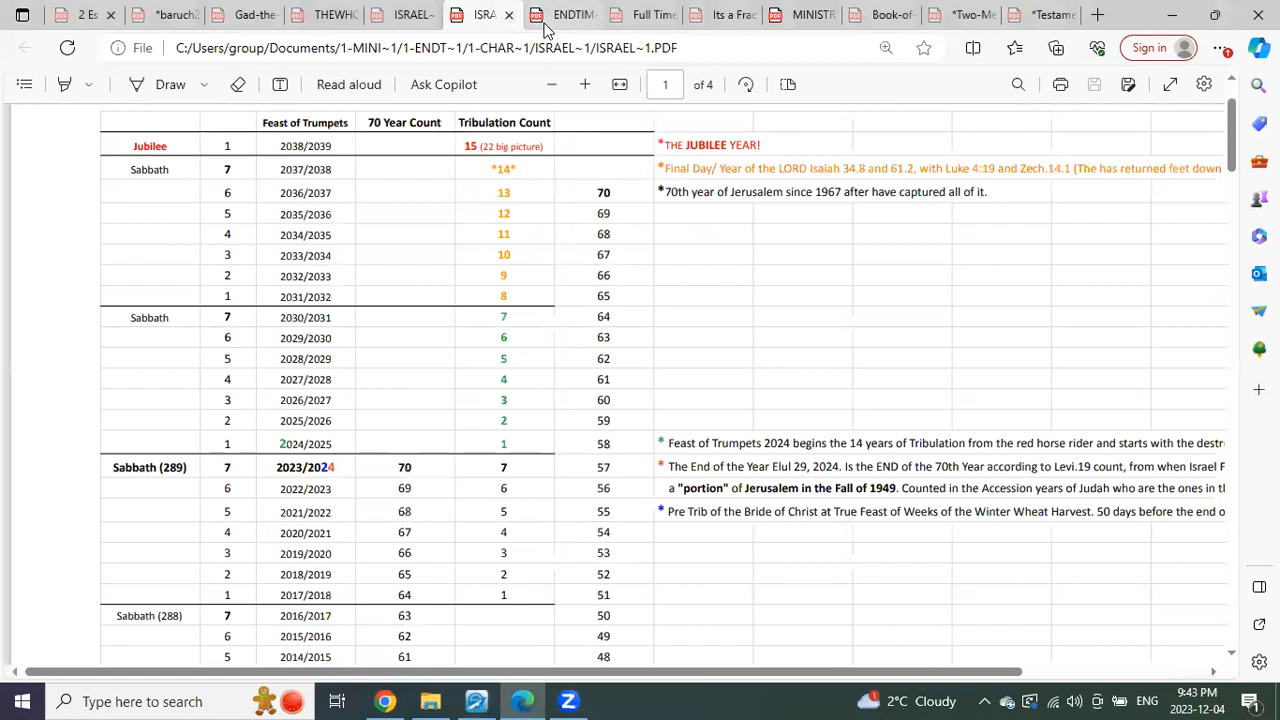 2 Es
*baruch2
Gad-the-
THEWHO
ISRAEL~
ISRA
ENDTIM
Full Time
Its a Frac
MINISTR
Book-of-
*Two-Me
*Testame
File C:/Users/group/Documents/1-MINI~1/1-ENDT~1/1-CHAR~1/ISRAEL~1/ISRAEL~1.PDF Sign in
Draw Read aloud Ask Copilot 1 of 4
Feast of Trumpets 70 Year Count Tribulation Count
Jubilee 1 2038/2039 15 (22 big picture) *THE JUBILEE YEAR!
Sabbath 7 2037/2038 *14* *Final Day/ Year of the LORD Isaiah 34.8 and 61.2, with Luke 4:19 and Zech.14.1 (The has returned feet down
6 2036/2037 13 70 *70th year of Jerusalem since 1967 after have captured all of it.
5 2035/2036 12 69
4 2034/2035 11 68
3 2033/2034 10 67
2 2032/2033 9 66
1 2031/2032 8 65
Sabbath 7 2030/2031 7 64
6 2029/2030 6 63
5 2028/2029 5 62
4 2027/2028 4 61
3 2026/2027 3 60
2 2025/2026 2 59
1 2024/2025 1 58 * Feast of Trumpets 2024 begins the 14 years of Tribulation from the red horse rider and starts with the destr
Sabbath (289) 7 2023/2024 70 7 57 * The End of the Year Elul 29, 2024. Is the END of the 70th Year according to Levi.19 count, from when Israel F
6 2022/2023 69 6 56 a "portion" of Jerusalem in the Fall of 1949. Counted in the Accession years of Judah who are the ones in th
5 2021/2022 68 5 55 * Pre Trib of the Bride of Christ at True Feast of Weeks of the Winter Wheat Harvest. 50 days before the end o
4 2020/2021 67 4 54
3 2019/2020 66 3 53
2 2018/2019 65 2 52
1 2017/2018 64 1 51
Sabbath (288) 7 2016/2017 63 50
6 2015/2016 62 49
5 2014/2015 61 48
Type here to search
1
2°C Cloudy
ENG
9:43 PM
2023-12-04
1